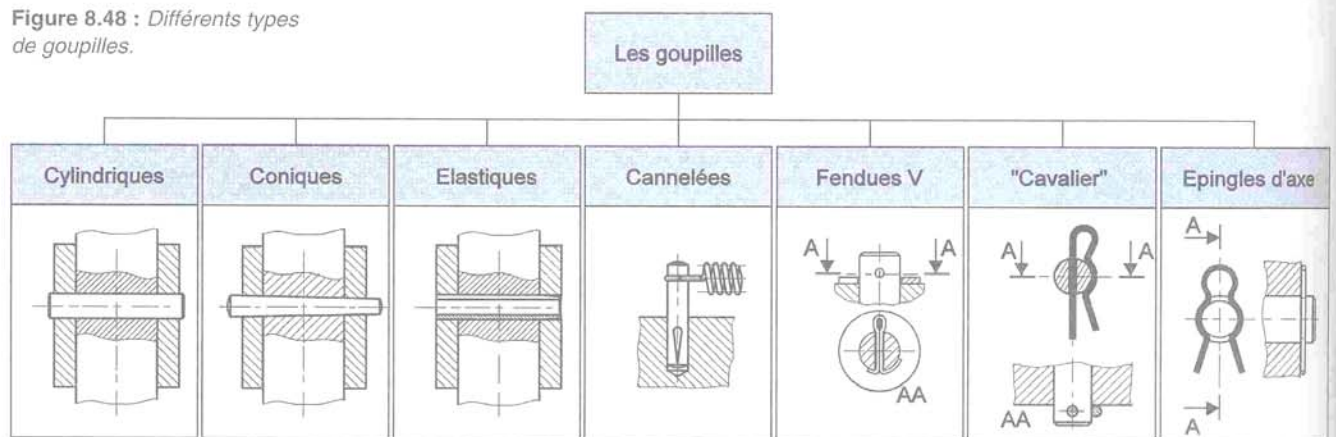 Figure 8.48 : Différents types
de goupilles.
Les goupilles
Cylindriques
Coniques
Elastiques
Cannelées
Fendues V
"Cavalier"
Epingles d'axe
A A
AA
A A
AA
A
A